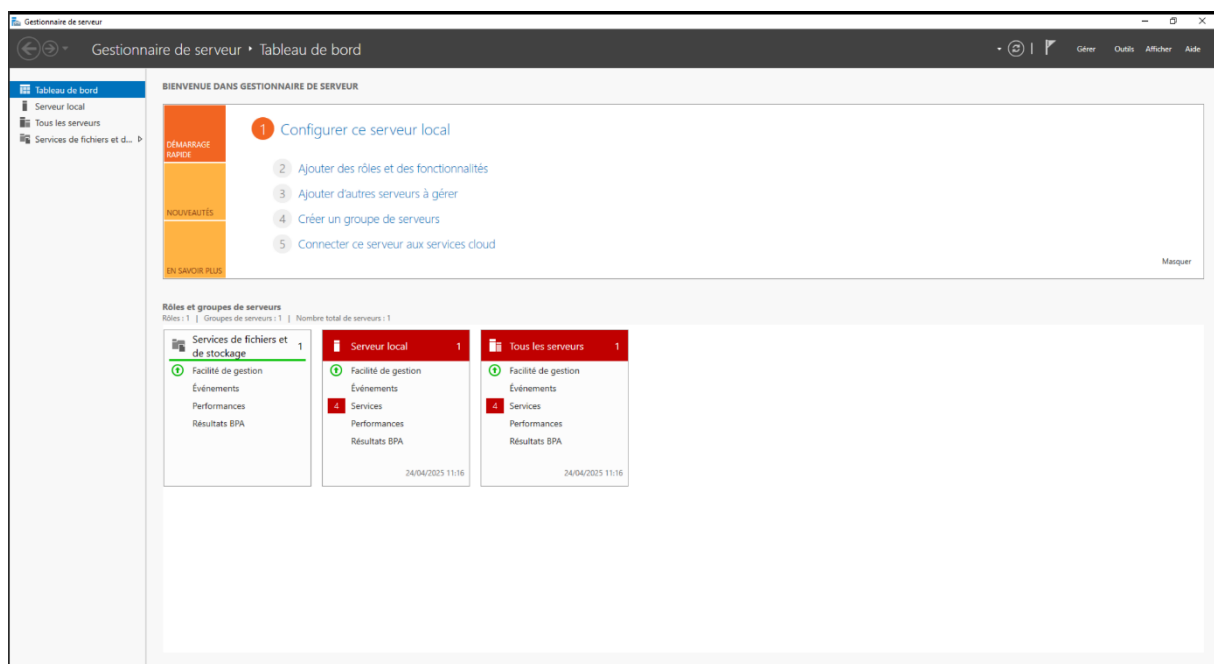 Gestionnaire de serveur
Gestionnaire de serveur • Tableau de bord
Gérer Outils Afficher Aide
Tableau de bord
Serveur local
Tous les serveurs
Services de fichiers et d...
BIENVENUE DANS GESTIONNAIRE DE SERVEUR
DÉMARRAGE
RAPIDE
NOUVEAUTÉS
EN SAVOIR PLUS
1 Configurer ce serveur local
2 Ajouter des rôles et des fonctionnalités
3 Ajouter d'autres serveurs à gérer
4 Créer un groupe de serveurs
5 Connecter ce serveur aux services cloud
Masquer
Rôles et groupes de serveurs
Rôles : 1 | Groupes de serveurs : 1 | Nombre total de serveurs : 1
Services de fichiers et
de stockage 1
Facilité de gestion
Événements
Performances
Résultats BPA
Serveur local 1
Facilité de gestion
Événements
4 Services
Performances
Résultats BPA
24/04/2025 11:16
Tous les serveurs 1
Facilité de gestion
Événements
4 Services
Performances
Résultats BPA
24/04/2025 11:16